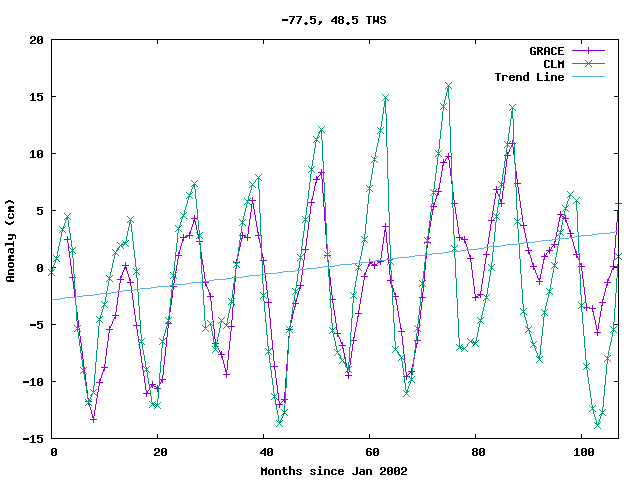 -77.5, 48.5 TWS
GRACE
CLM
Trend Line
20
15
10
5
0
-5
-10
-15
Anomaly (cm)
0 20 40 60 80 100
Months since Jan 2002